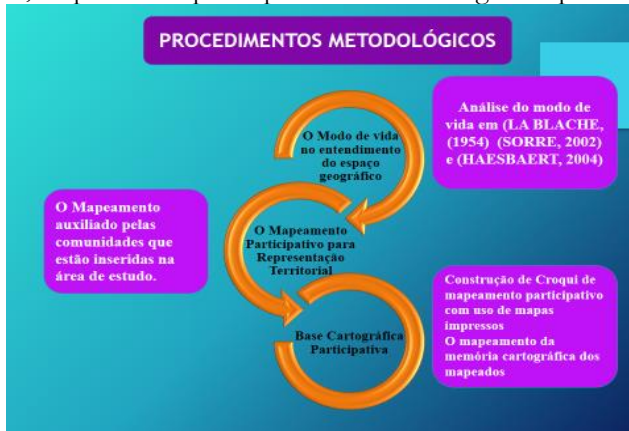 PROCEDIMENTOS METODOLÓGICOS
O Modo de vida
no entendimento
do espaço
geográfico
Análise do modo de
vida em (LA BLACHE,
(1954) (SORRE, 2002)
e (HAESBAERT, 2004)
O Mapeamento
auxiliado pelas
comunidades que
estão inseridas na
área de estudo.
O Mapeamento
Participativo para
Representação
Territorial
Base Cartográfica
Participativa
Construção de Croqui de
mapeamento participativo
com uso de mapas
impressos
O mapeamento da
memória cartográfica dos
mapeados